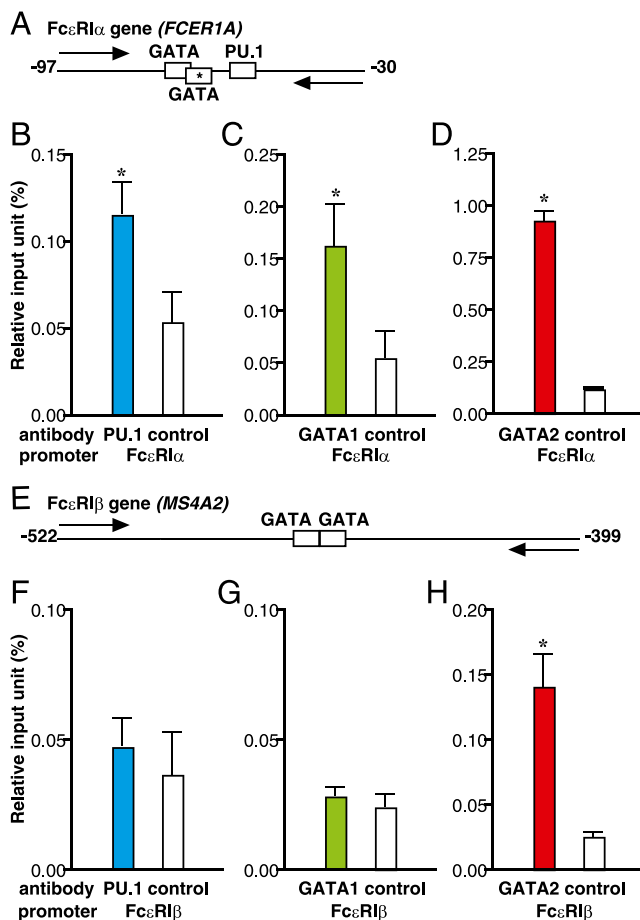 A
FcεRIα gene (FCER1A)
GATA PU.1
-97 -30
*
GATA
B C D
Relative input unit (%)
0.15
0.10
0.05
0.00
*
0.25
0.20
0.15
0.10
0.05
0.00
*
1.25
1.00
0.75
0.50
0.25
0.00
*
antibody PU.1 control GATA1 control GATA2 control
promoter FcεRIα FcεRIα FcεRIα
E
FcεRIβ gene (MS4A2)
GATA GATA
-522 -399
F G H
Relative input unit (%)
0.10
0.05
0.00
0.10
0.05
0.00
0.20
0.15
0.10
0.05
0.00
*
antibody PU.1 control GATA1 control GATA2 control
promoter FcεRIβ FcεRIβ FcεRIβ